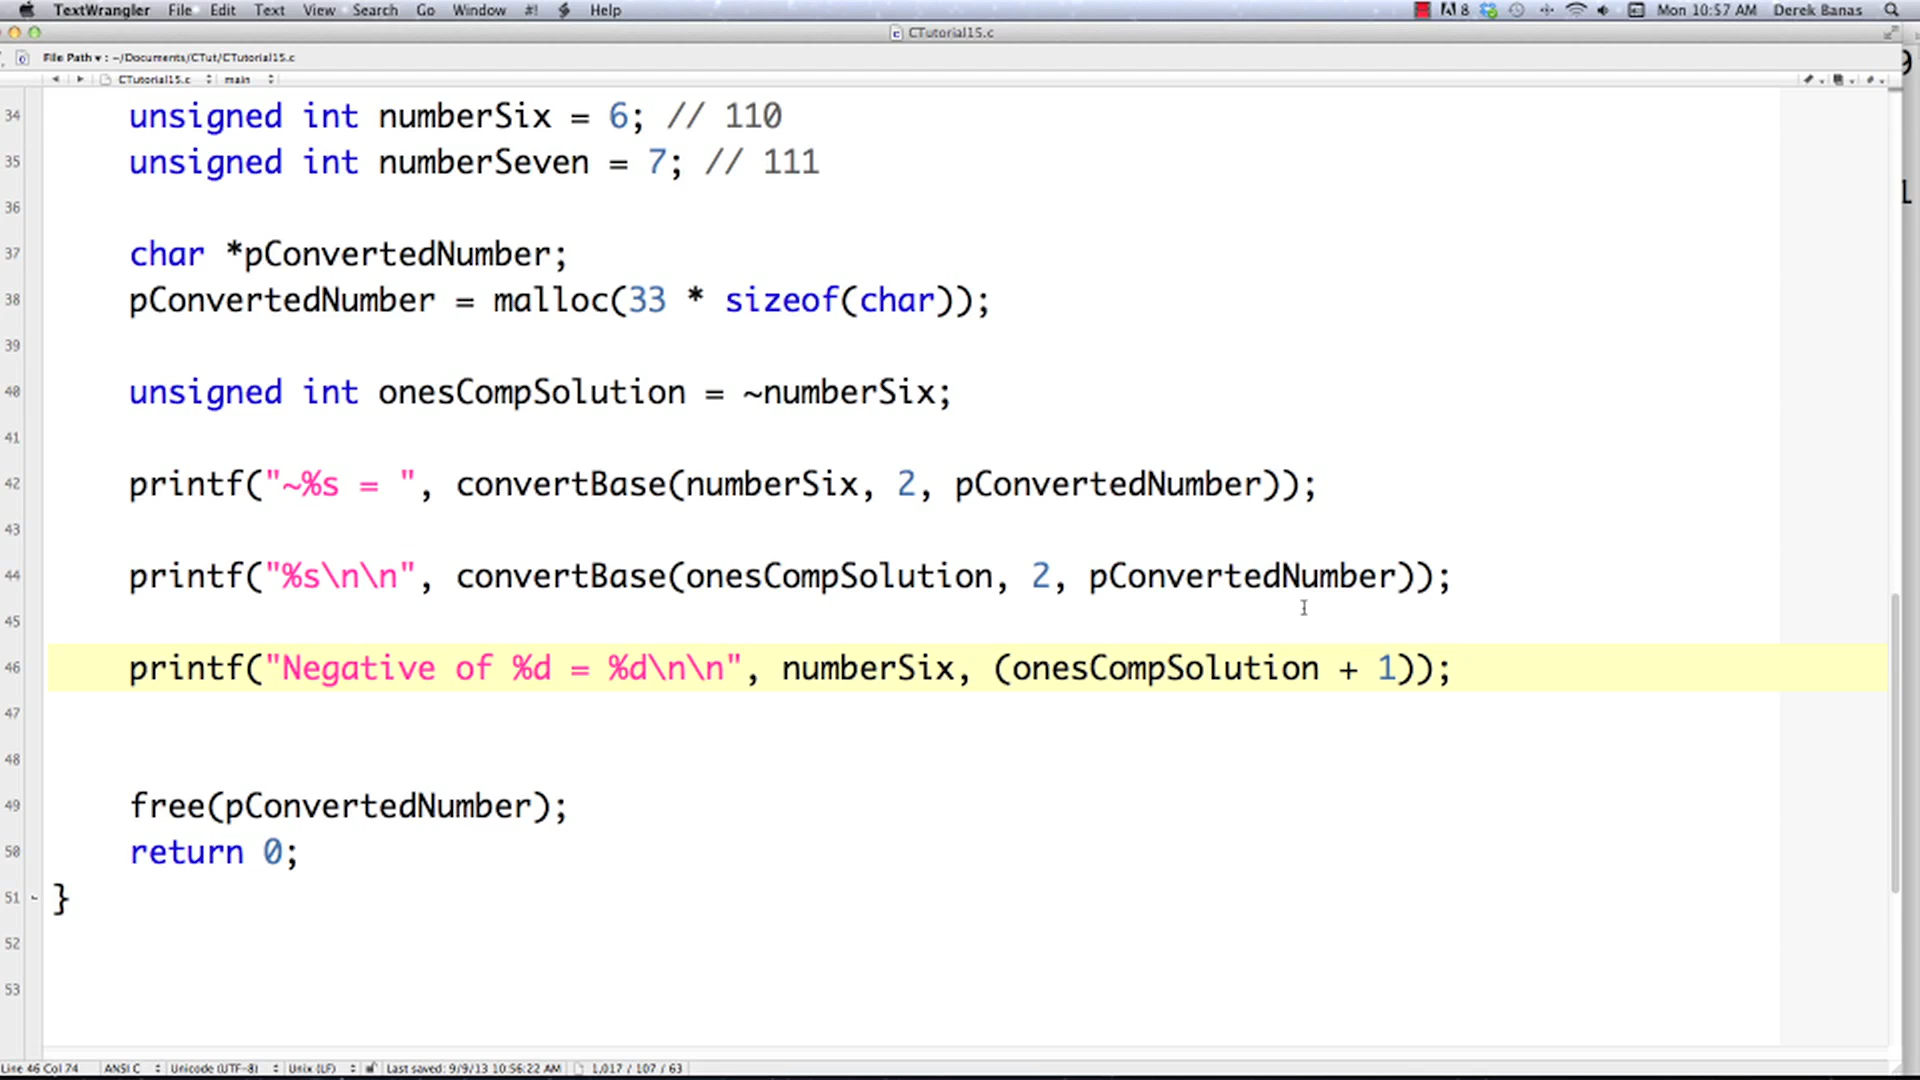 TextWrangler File Edit Text View Search Go Window #! Help 8 Mon 10:57 AM Derek Banas
CTutorial15.c
File Path ▾ : ~/Documents/CTut/CTutorial15.c
CTutorial15.c main
34 unsigned int numberSix = 6; // 110
35 unsigned int numberSeven = 7; // 111
36
37 char *pConvertedNumber;
38 pConvertedNumber = malloc(33 * sizeof(char));
39
40 unsigned int onesCompSolution = ~numberSix;
41
42 printf("~%s = ", convertBase(numberSix, 2, pConvertedNumber));
43
44 printf("%s\n\n", convertBase(onesCompSolution, 2, pConvertedNumber));
45
46 printf("Negative of %d = %d\n\n", numberSix, (onesCompSolution + 1));
47
48
49 free(pConvertedNumber);
50 return 0;
51 }
52
53
Line 46 Col 74 ANSI C Unicode (UTF-8) Unix (LF) Last saved: 9/9/13 10:56:22 AM 1,017 / 107 / 63